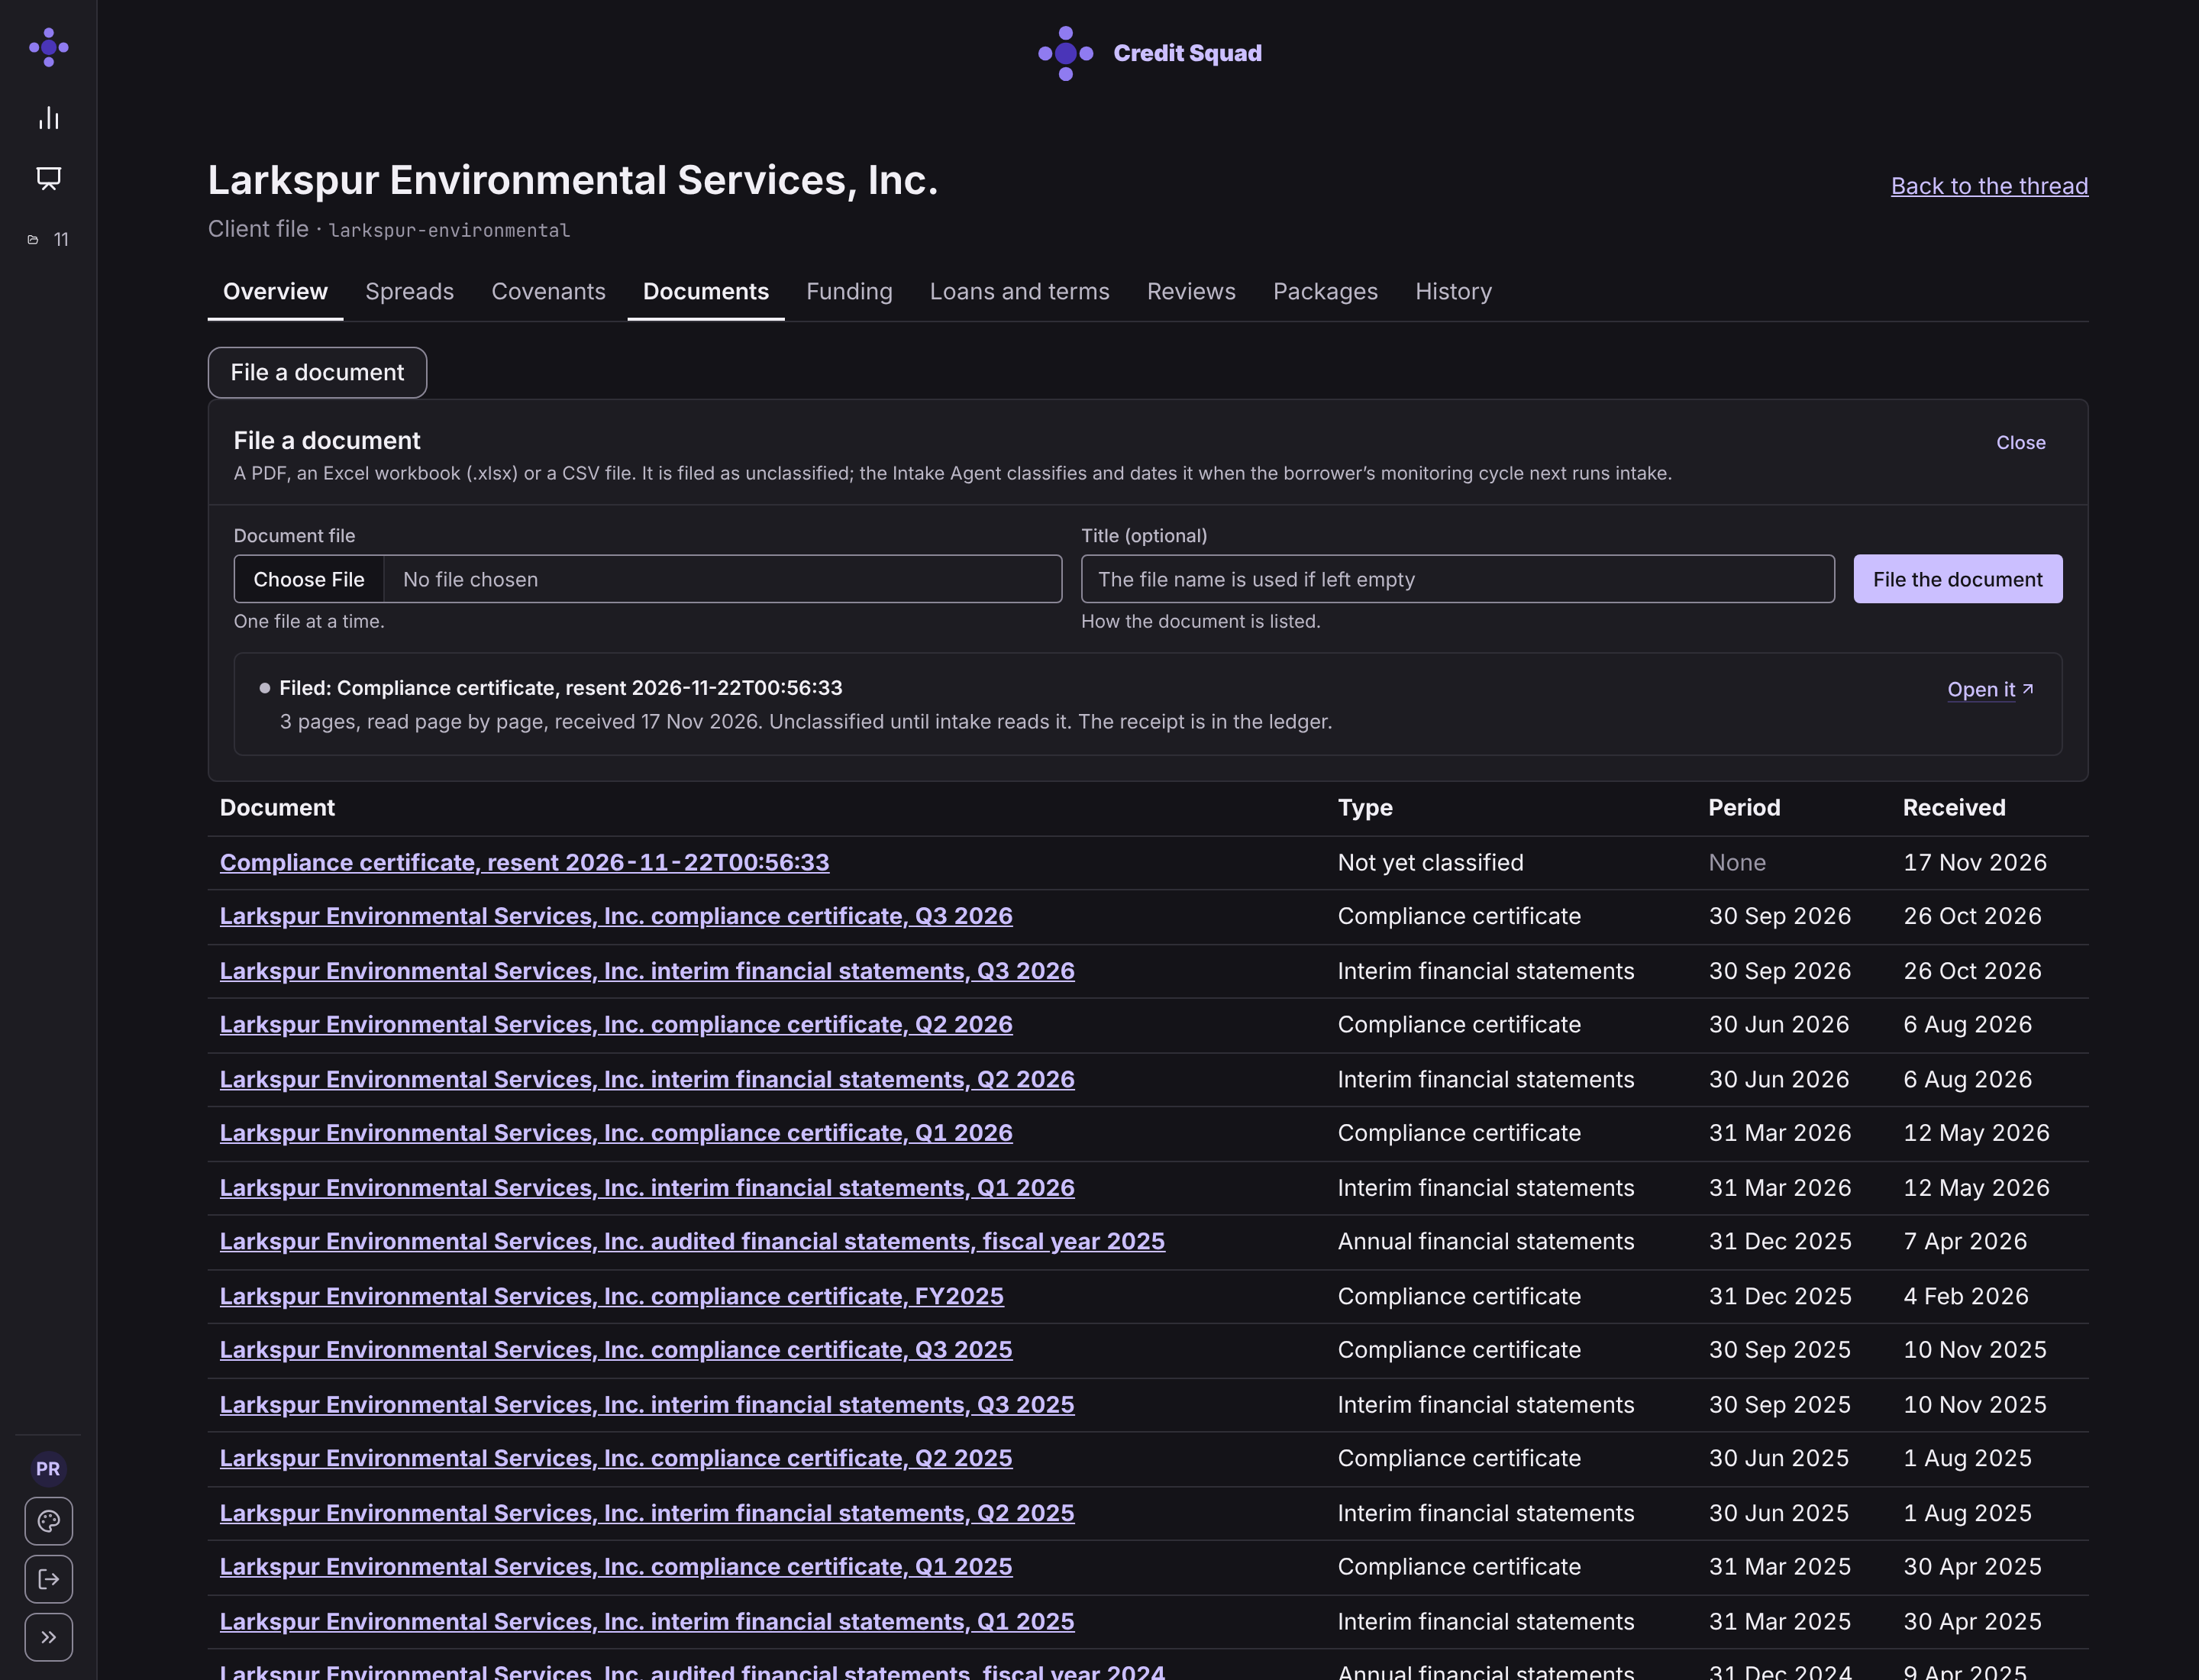 Credit Squad
Larkspur Environmental Services, Inc.
Back to the thread
Client file · larkspur-environmental
11
Overview Spreads Covenants Documents Funding Loans and terms Reviews Packages History
File a document
File a document
Close
A PDF, an Excel workbook (.xlsx) or a CSV file. It is filed as unclassified; the Intake Agent classifies and dates it when the borrower’s monitoring cycle next runs intake.
Document file
Title (optional)
Choose File No file chosen
The file name is used if left empty
File the document
One file at a time.
How the document is listed.
Filed: Compliance certificate, resent 2026-11-22T00:56:33
Open it
3 pages, read page by page, received 17 Nov 2026. Unclassified until intake reads it. The receipt is in the ledger.
Document Type Period Received
Compliance certificate, resent 2026-11-22T00:56:33 Not yet classified None 17 Nov 2026
Larkspur Environmental Services, Inc. compliance certificate, Q3 2026 Compliance certificate 30 Sep 2026 26 Oct 2026
Larkspur Environmental Services, Inc. interim financial statements, Q3 2026 Interim financial statements 30 Sep 2026 26 Oct 2026
Larkspur Environmental Services, Inc. compliance certificate, Q2 2026 Compliance certificate 30 Jun 2026 6 Aug 2026
Larkspur Environmental Services, Inc. interim financial statements, Q2 2026 Interim financial statements 30 Jun 2026 6 Aug 2026
Larkspur Environmental Services, Inc. compliance certificate, Q1 2026 Compliance certificate 31 Mar 2026 12 May 2026
Larkspur Environmental Services, Inc. interim financial statements, Q1 2026 Interim financial statements 31 Mar 2026 12 May 2026
Larkspur Environmental Services, Inc. audited financial statements, fiscal year 2025 Annual financial statements 31 Dec 2025 7 Apr 2026
Larkspur Environmental Services, Inc. compliance certificate, FY2025 Compliance certificate 31 Dec 2025 4 Feb 2026
Larkspur Environmental Services, Inc. compliance certificate, Q3 2025 Compliance certificate 30 Sep 2025 10 Nov 2025
Larkspur Environmental Services, Inc. interim financial statements, Q3 2025 Interim financial statements 30 Sep 2025 10 Nov 2025
Larkspur Environmental Services, Inc. compliance certificate, Q2 2025 Compliance certificate 30 Jun 2025 1 Aug 2025
Larkspur Environmental Services, Inc. interim financial statements, Q2 2025 Interim financial statements 30 Jun 2025 1 Aug 2025
Larkspur Environmental Services, Inc. compliance certificate, Q1 2025 Compliance certificate 31 Mar 2025 30 Apr 2025
Larkspur Environmental Services, Inc. interim financial statements, Q1 2025 Interim financial statements 31 Mar 2025 30 Apr 2025
Larkspur Environmental Services, Inc. audited financial statements, fiscal year 2024 Annual financial statements 31 Dec 2024 9 Apr 2025
PR